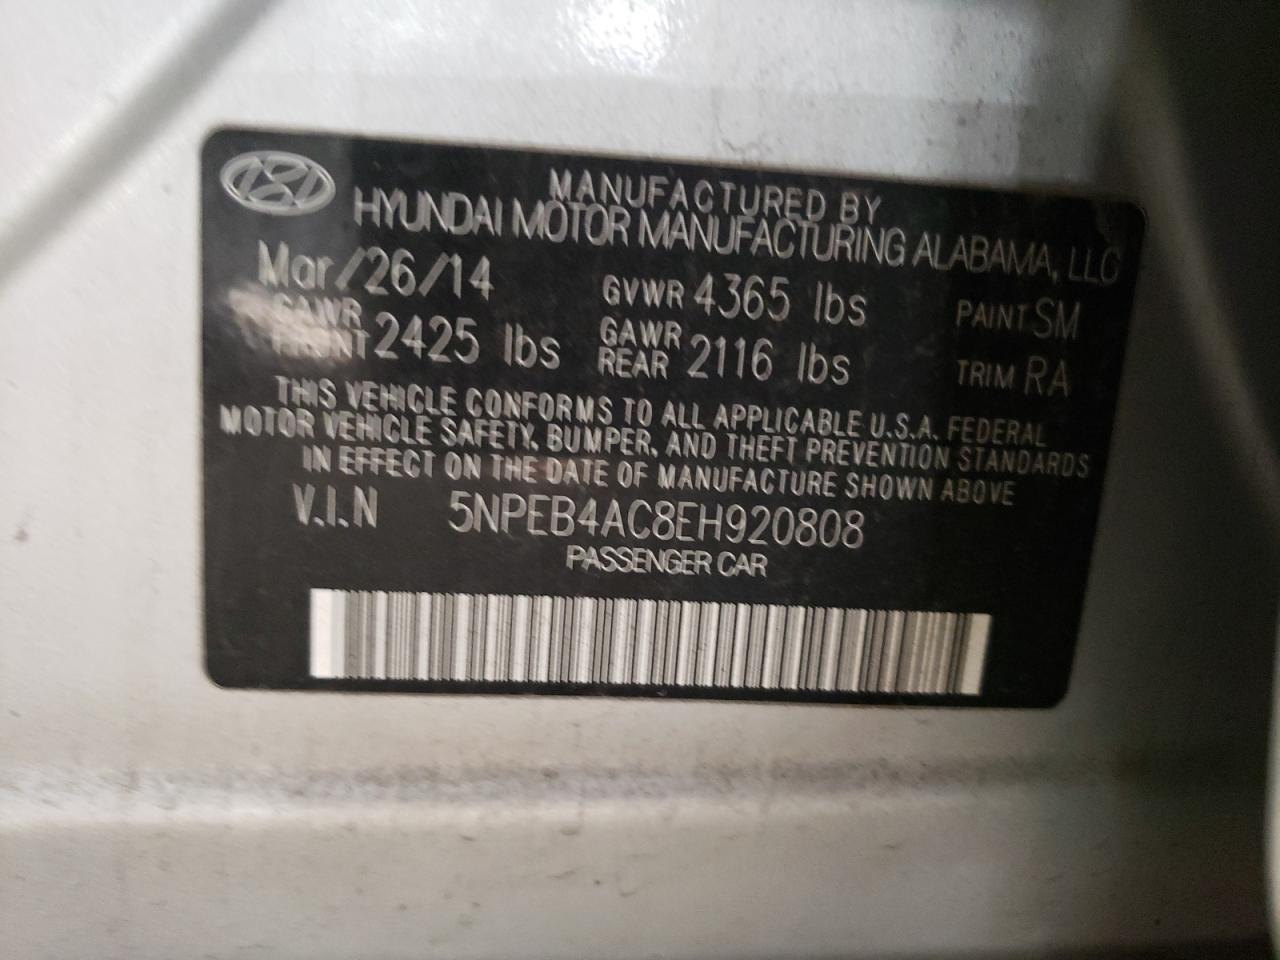 MANUFACTURED BY
HYUNDAI MOTOR MANUFACTURING ALABAMA, LLC
Mar/26/14 GVWR 4365 lbs PAINT SM
GAWR FRONT 2425 lbs GAWR REAR 2116 lbs TRIM RA
THIS VEHICLE CONFORMS TO ALL APPLICABLE U.S.A. FEDERAL
MOTOR VEHICLE SAFETY, BUMPER, AND THEFT PREVENTION STANDARDS
IN EFFECT ON THE DATE OF MANUFACTURE SHOWN ABOVE
V.I.N 5NPEB4AC8EH920808
PASSENGER CAR